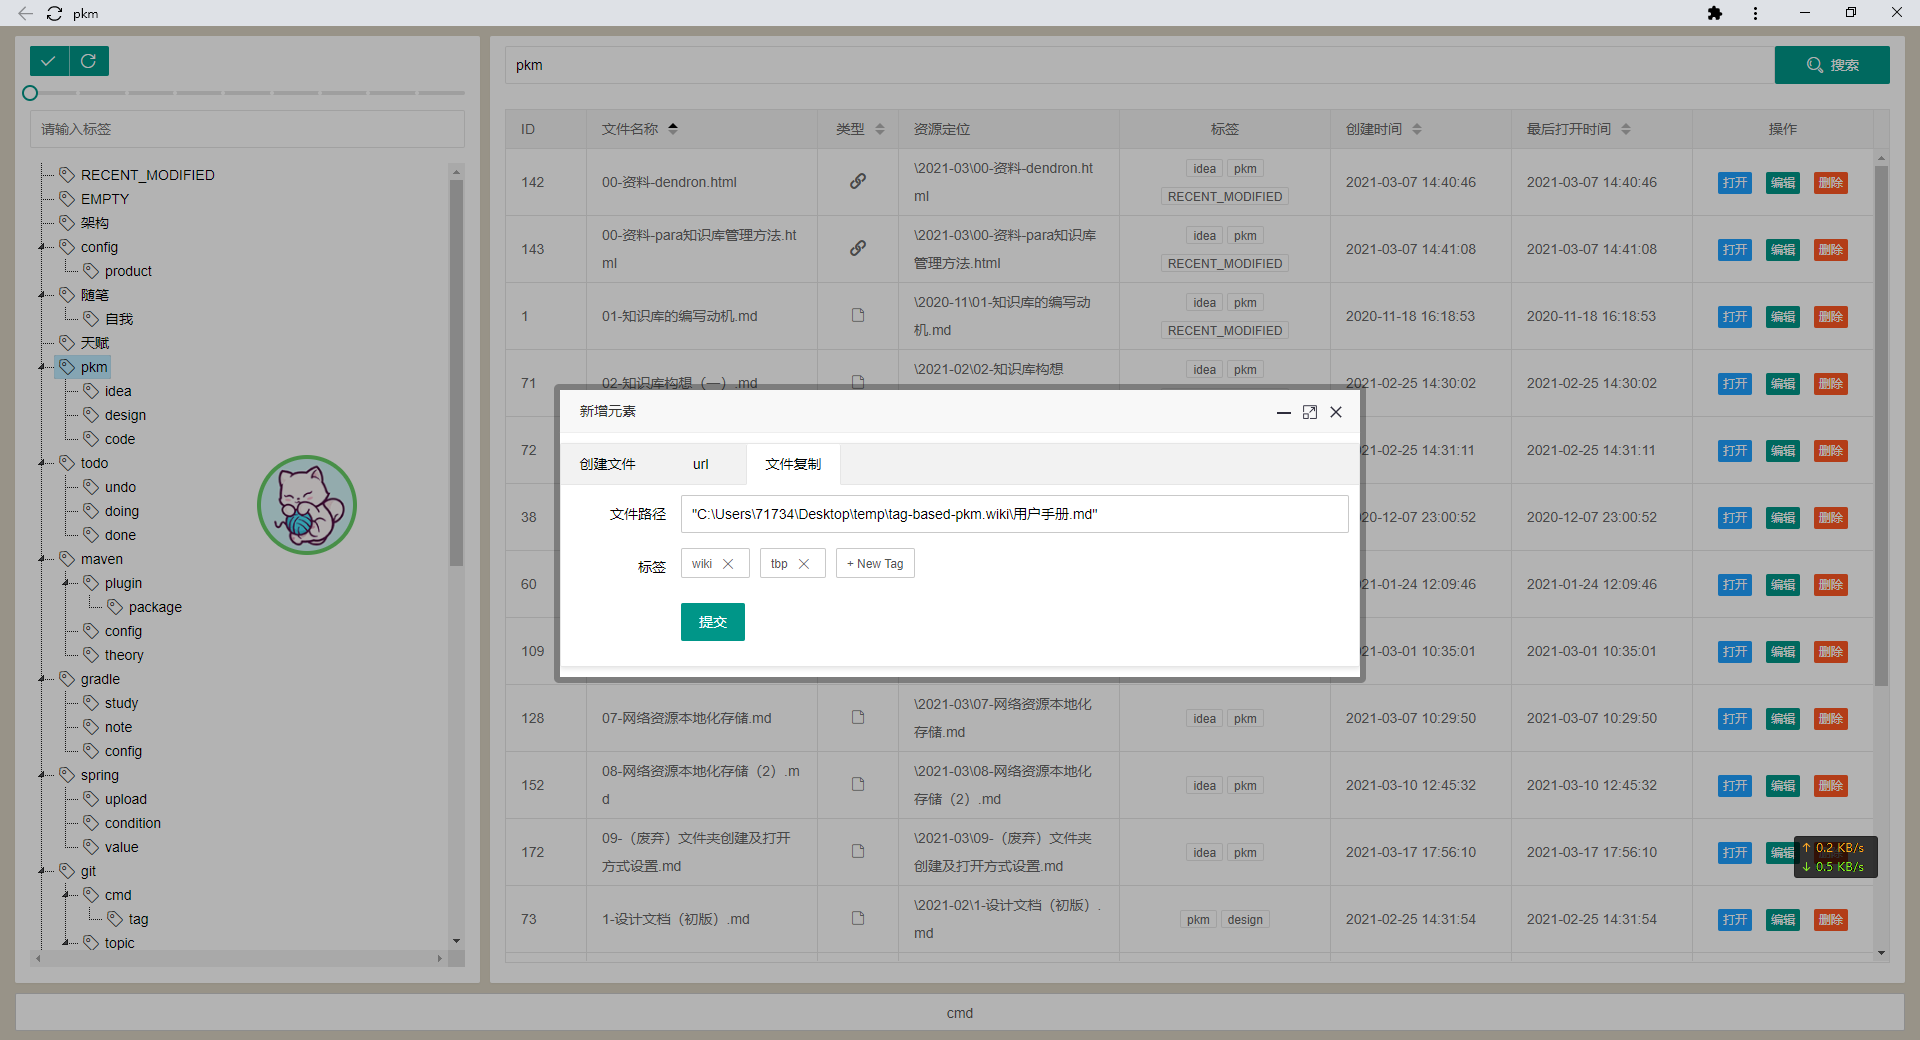 pkm
请输入标签
RECENT_MODIFIED
EMPTY
架构
config
product
随笔
自我
天赋
pkm
idea
design
code
todo
undo
doing
done
maven
plugin
package
config
theory
gradle
study
note
config
spring
upload
condition
value
git
cmd
tag
topic
pkm
搜索
ID 文件名称 类型 资源定位 标签 创建时间 最后打开时间 操作
142 00-资料-dendron.html \2021-03\00-资料-dendron.ht idea pkm 2021-03-07 14:40:46 2021-03-07 14:40:46 打开 编辑 删除
ml RECENT_MODIFIED
143 00-资料-para知识库管理方法.ht \2021-03\00-资料-para知识库 idea pkm 2021-03-07 14:41:08 2021-03-07 14:41:08 打开 编辑 删除
ml 管理方法.html RECENT_MODIFIED
1 01-知识库的编写动机.md \2020-11\01-知识库的编写动 idea pkm 2020-11-18 16:18:53 2020-11-18 16:18:53 打开 编辑 删除
机.md RECENT_MODIFIED
71 02-知识库构想（一）.md \2021-02\02-知识库构想 idea pkm 2021-02-25 14:30:02 2021-02-25 14:30:02 打开 编辑 删除
72 21-02-25 14:31:11 2021-02-25 14:31:11 打开 编辑 删除
38 20-12-07 23:00:52 2020-12-07 23:00:52 打开 编辑 删除
60 21-01-24 12:09:46 2021-01-24 12:09:46 打开 编辑 删除
109 21-03-01 10:35:01 2021-03-01 10:35:01 打开 编辑 删除
128 07-网络资源本地化存储.md \2021-03\07-网络资源本地化 idea pkm 2021-03-07 10:29:50 2021-03-07 10:29:50 打开 编辑 删除
存储.md
152 08-网络资源本地化存储（2）.m \2021-03\08-网络资源本地化 idea pkm 2021-03-10 12:45:32 2021-03-10 12:45:32 打开 编辑 删除
d 存储（2）.md
172 09-（废弃）文件夹创建及打开 \2021-03\09-（废弃）文件夹 idea pkm 2021-03-17 17:56:10 2021-03-17 17:56:10 打开 编辑
方式设置.md 创建及打开方式设置.md
73 1-设计文档（初版）.md \2021-02\1-设计文档（初版）. pkm design 2021-02-25 14:31:54 2021-02-25 14:31:54 打开 编辑 删除
md
新增元素
创建文件 url 文件复制
文件路径 "C:\Users\71734\Desktop\temp\tag-based-pkm.wiki\用户手册.md"
标签 wiki tbp + New Tag
提交
↑ 0.2 KB/s
↓ 0.5 KB/s
cmd